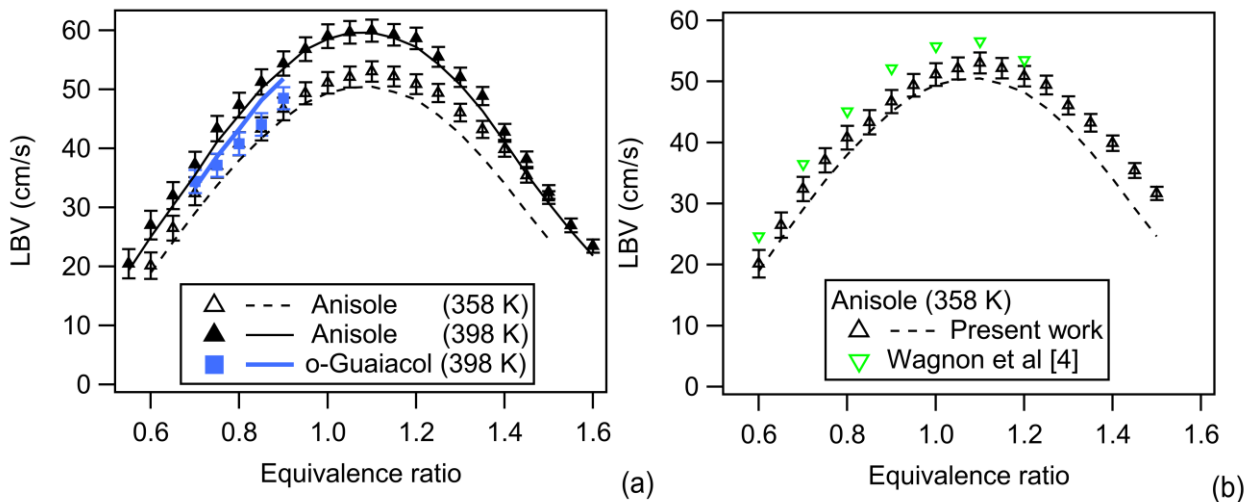 60
50
40
30
20
10
0
LBV (cm/s)
Anisole (358 K)
Anisole (398 K)
o-Guaiacol (398 K)
0.6 0.8 1.0 1.2 1.4 1.6
Equivalence ratio
(a)
60
50
40
30
20
10
0
LBV (cm/s)
Anisole (358 K)
Present work
Wagnon et al [4]
0.6 0.8 1.0 1.2 1.4 1.6
Equivalence ratio
(b)